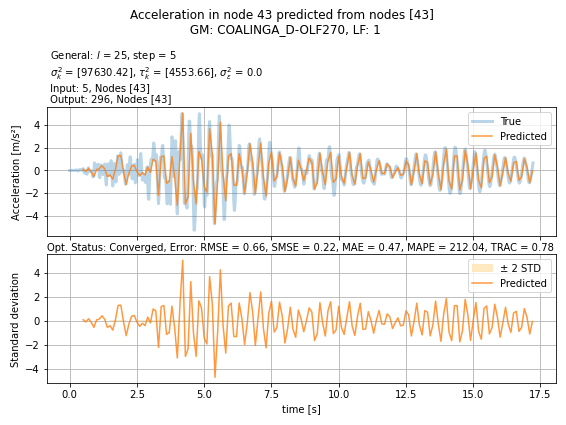 Acceleration in node 43 predicted from nodes [43]
GM: COALINGA_D-OLF270, LF: 1
General: l = 25, step = 5
σ²ₖ = [97630.42], τ²ₖ = [4553.66], σ²ε = 0.0
Input: 5, Nodes [43]
Output: 296, Nodes [43]
Acceleration [m/s²]
4
2
0
−2
−4
True
Predicted
Opt. Status: Converged, Error: RMSE = 0.66, SMSE = 0.22, MAE = 0.47, MAPE = 212.04, TRAC = 0.78
Standard deviation
4
2
0
−2
−4
± 2 STD
Predicted
0.0 2.5 5.0 7.5 10.0 12.5 15.0 17.5
time [s]